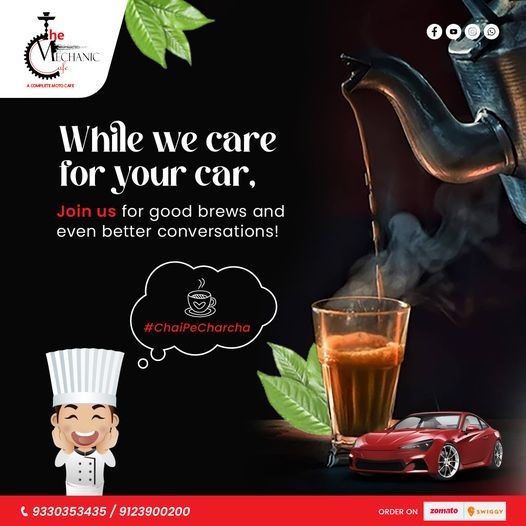 The
MECHANIC
Cafe
A COMPLETE MOTO CAFE
While we care
for your car,
Join us for good brews and
even better conversations!
#ChaiPeCharcha
9330353435 / 9123900200
ORDER ON zomato SWIGGY